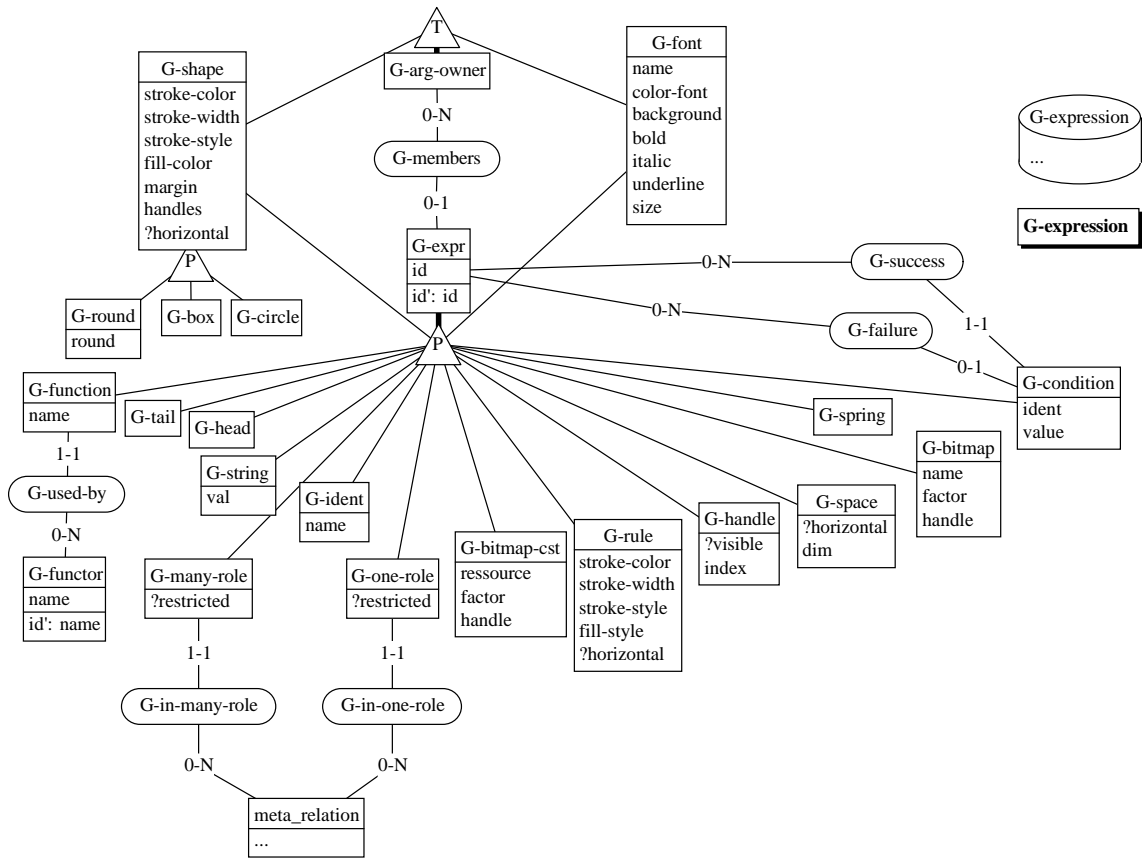 T
G-shape
stroke-color
stroke-width
stroke-style
fill-color
margin
handles
?horizontal
G-arg-owner
0-N
G-members
0-1
G-font
name
color-font
background
bold
italic
underline
size
G-expression
...
G-expression
G-expr
id
id': id
P
P
G-round
round
G-box
G-circle
0-N
G-success
1-1
0-N
G-failure
0-1
G-condition
ident
value
G-function
name
1-1
G-used-by
0-N
G-functor
name
id': name
G-tail
G-head
G-string
val
G-ident
name
G-many-role
?restricted
1-1
G-in-many-role
0-N
G-one-role
?restricted
1-1
G-in-one-role
0-N
meta_relation
...
G-bitmap-cst
ressource
factor
handle
G-rule
stroke-color
stroke-width
stroke-style
fill-style
?horizontal
G-handle
?visible
index
G-space
?horizontal
dim
G-spring
G-bitmap
name
factor
handle